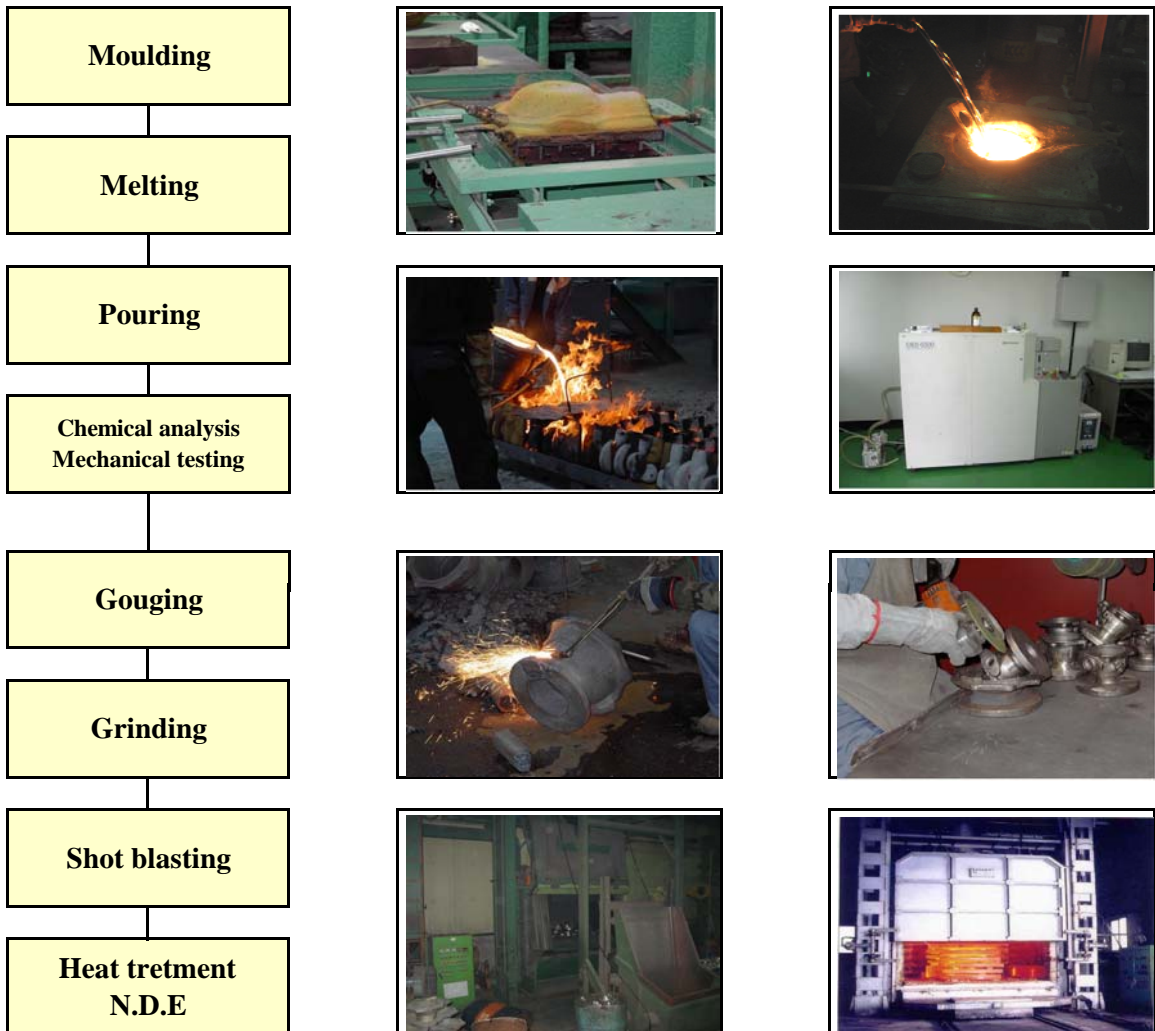 Moulding
Melting
Pouring
Chemical analysis
Mechanical testing
Gouging
Grinding
Shot blasting
Heat tretment
N.D.E